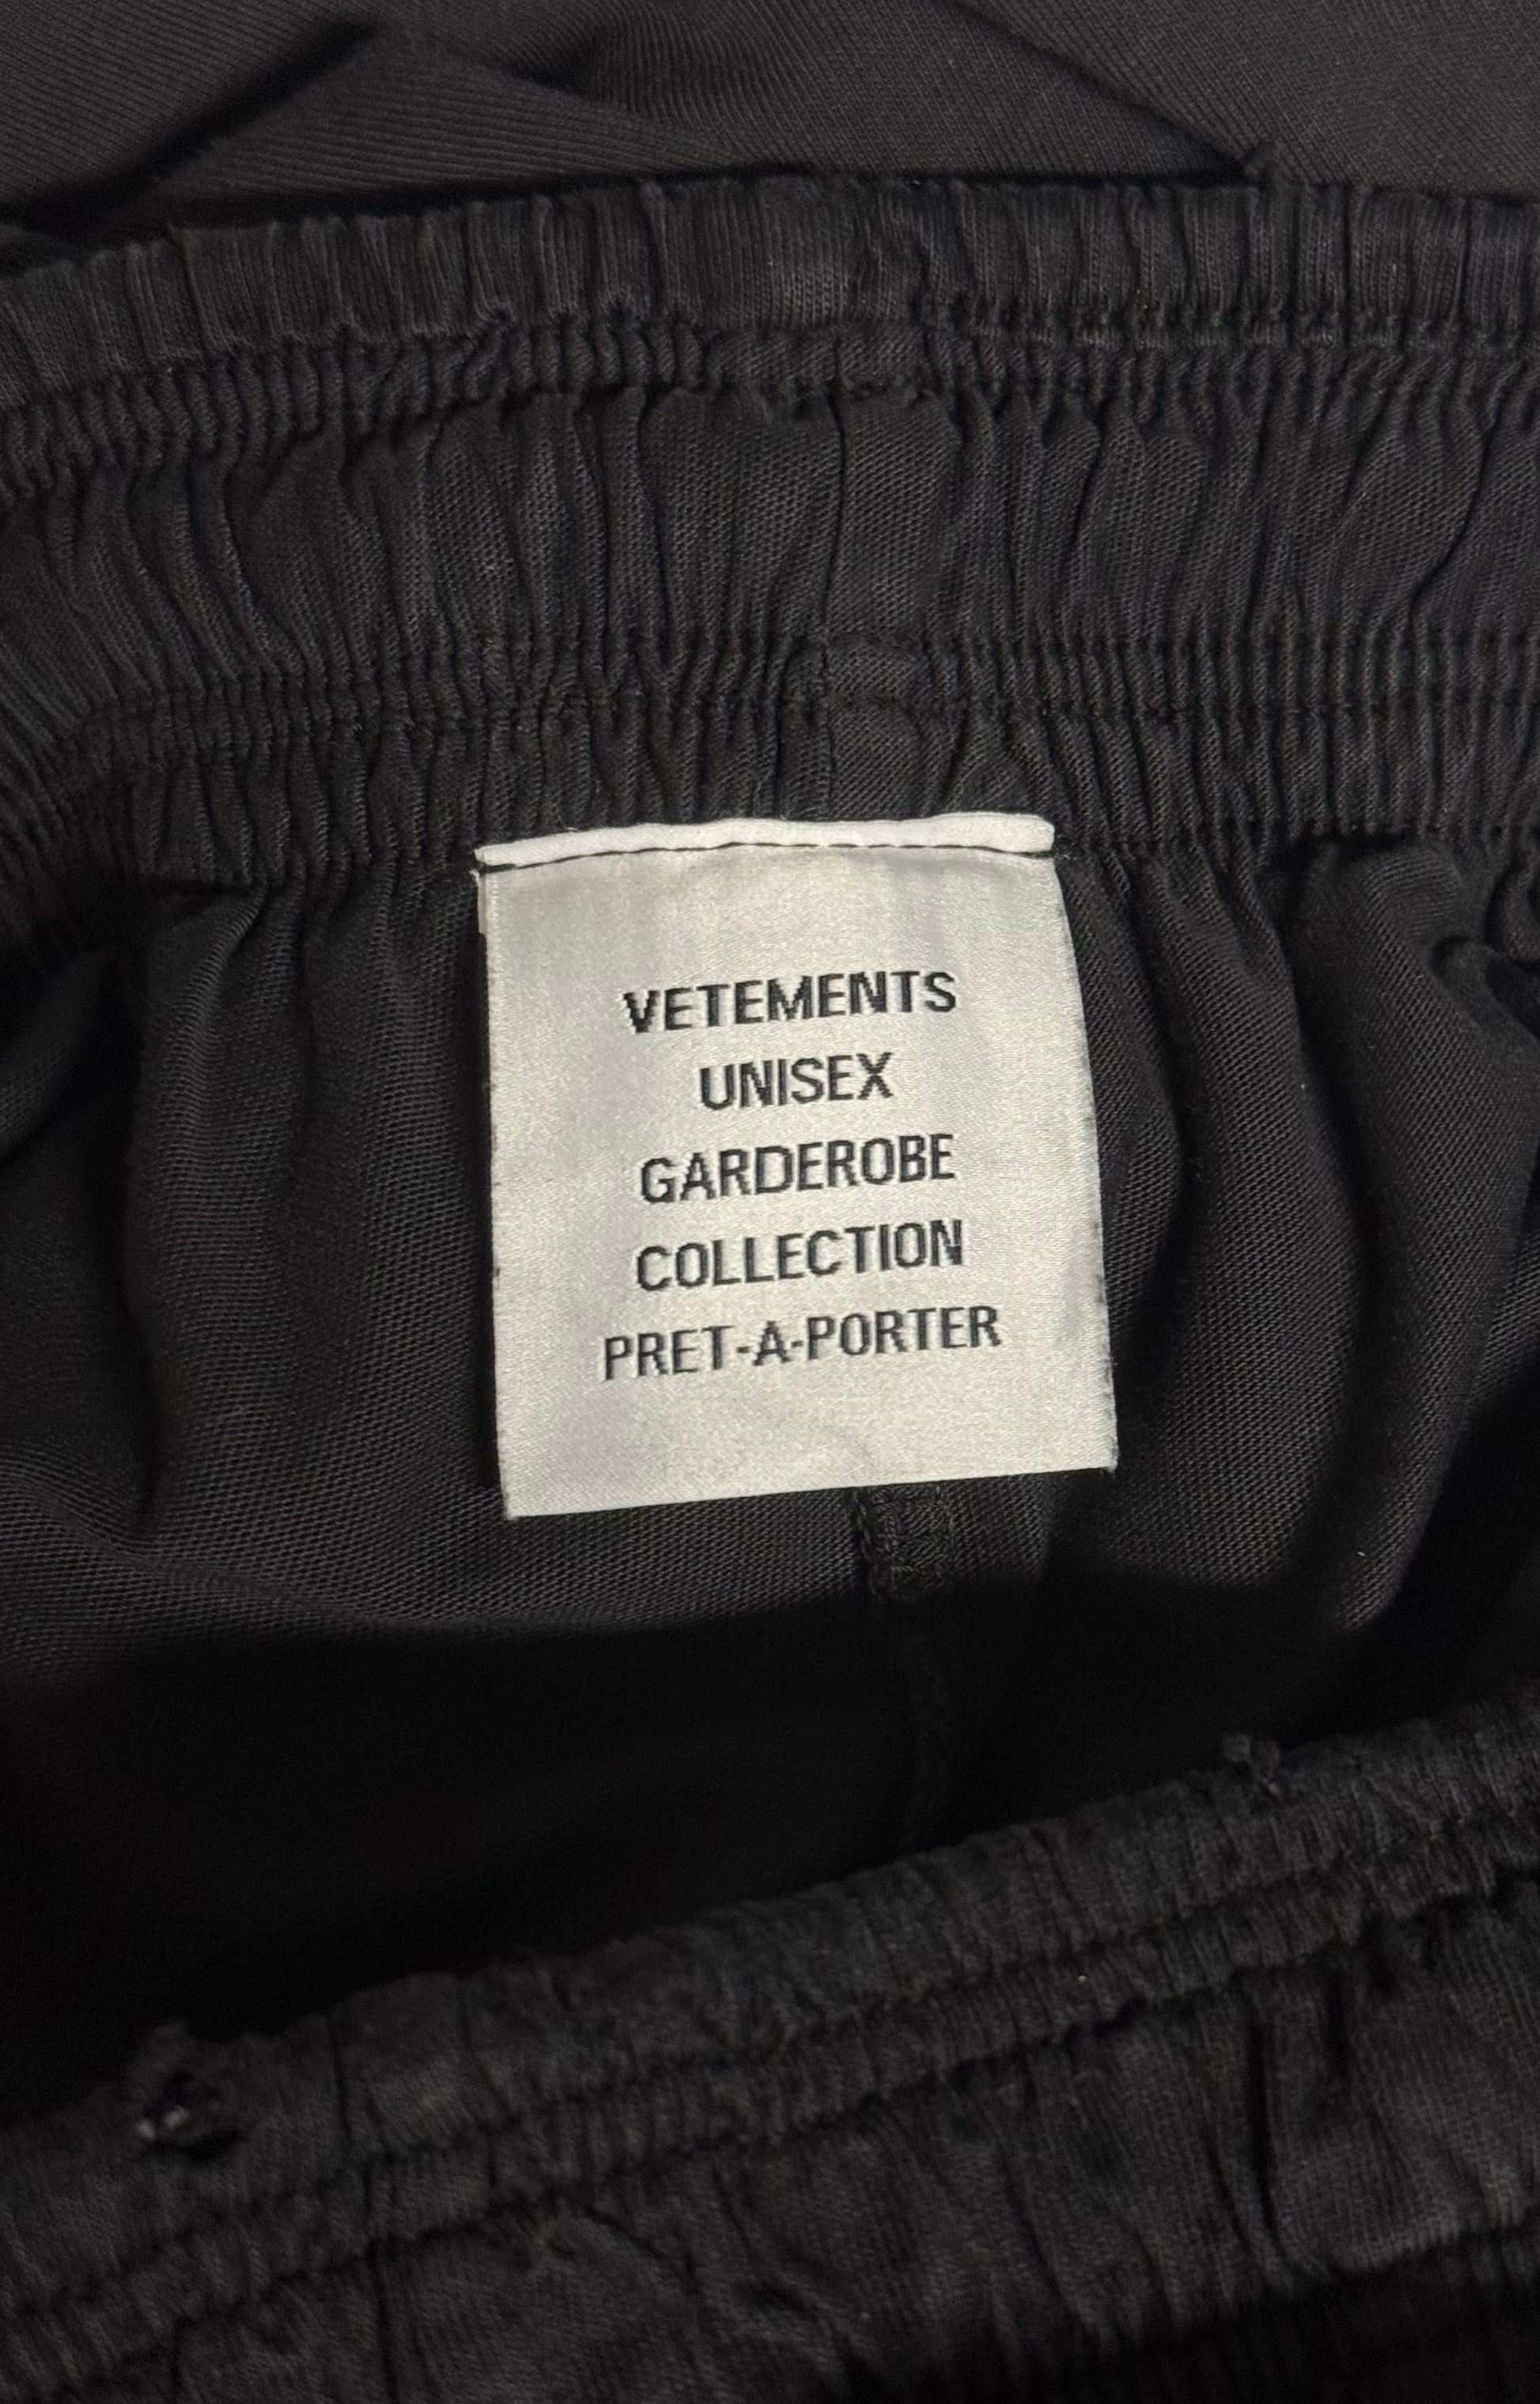 VETEMENTS
UNISEX
GARDEROBE
COLLECTION
PRET-A-PORTER